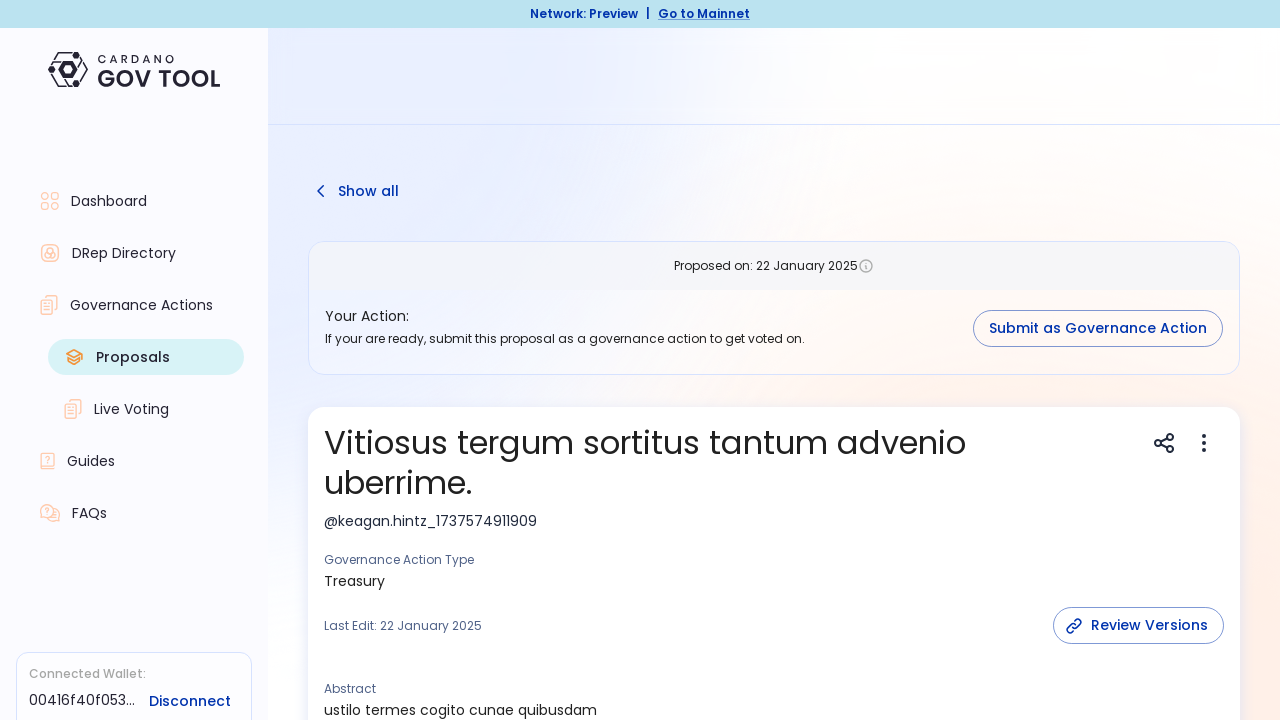 Network: Preview | Go to Mainnet
CARDANO
GOV TOOL
Dashboard
DRep Directory
Governance Actions
Proposals
Live Voting
Guides
FAQs
Connected Wallet:
00416f40f053...
Disconnect
Show all
Proposed on: 22 January 2025
Your Action:
If your are ready, submit this proposal as a governance action to get voted on.
Submit as Governance Action
Vitiosus tergum sortitus tantum advenio
uberrime.
@keagan.hintz_1737574911909
Governance Action Type
Treasury
Last Edit: 22 January 2025
Review Versions
Abstract
ustilo termes cogito cunae quibusdam